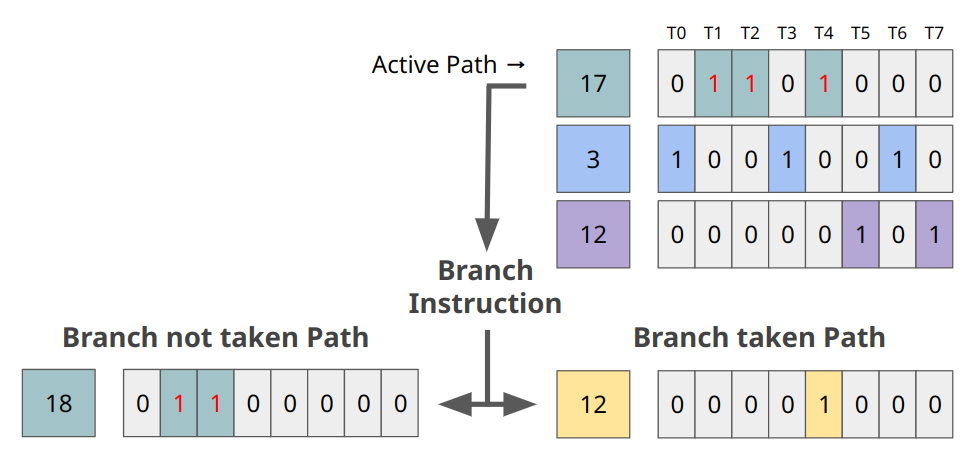 T0 T1 T2 T3 T4 T5 T6 T7
Active Path →
17 0 1 1 0 1 0 0 0
3 1 0 0 1 0 0 1 0
12 0 0 0 0 0 1 0 1
Branch
Instruction
Branch not taken Path
Branch taken Path
18 0 1 1 0 0 0 0 0
12 0 0 0 0 1 0 0 0